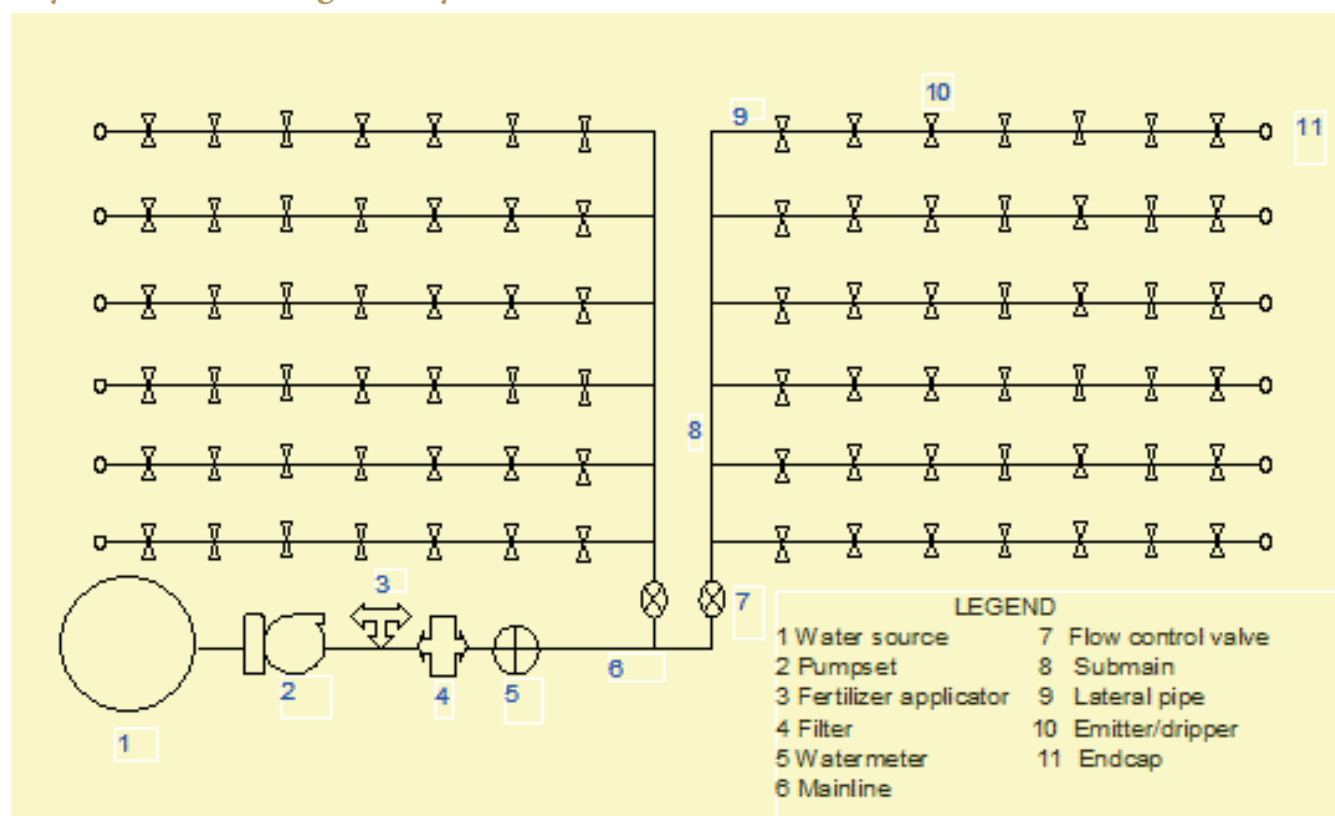 10
9
11
8
3
7
6
2
4
5
1
LEGEND
1 Water source 7 Flow control valve
2 Pumpset 8 Submain
3 Fertilizer applicator 9 Lateral pipe
4 Filter 10 Emitter/dripper
5 Watermeter 11 Endcap
6 Mainline